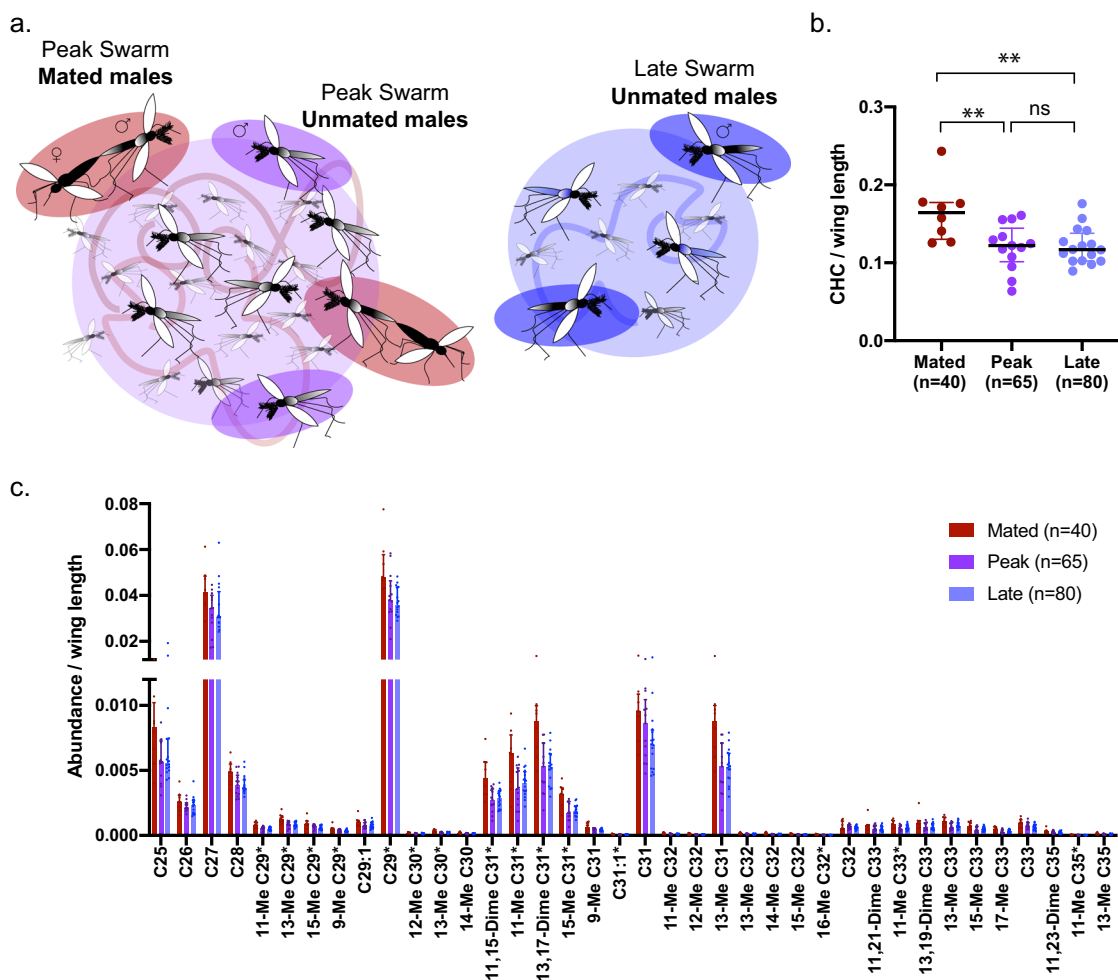 a.
Peak Swarm
Mated males
♂
♀
♂
Peak Swarm
Unmated males
Late Swarm
Unmated males
♂
b.
**
**
ns
CHC / wing length
0.3
0.2
0.1
0.0
Mated
(n=40)
Peak
(n=65)
Late
(n=80)
c.
Abundance / wing length
0.08
0.06
0.04
0.02
0.010
0.005
0.000
Mated (n=40)
Peak (n=65)
Late (n=80)
C25
C26
C27
C28
11-Me C29*
13-Me C29*
15-Me C29*
9-Me C29*
C29:1
C29*
12-Me C30*
13-Me C30*
14-Me C30
11,15-Dime C31*
11-Me C31*
13,17-Dime C31*
15-Me C31*
9-Me C31
C31:1*
C31
11-Me C32
12-Me C32
13-Me C31
13-Me C32
14-Me C32
15-Me C32
16-Me C32*
C32
11,21-Dime C33
11-Me C33*
13,19-Dime C33
13-Me C33
15-Me C33
17-Me C33
C33
11,23-Dime C35
11-Me C35*
13-Me C35